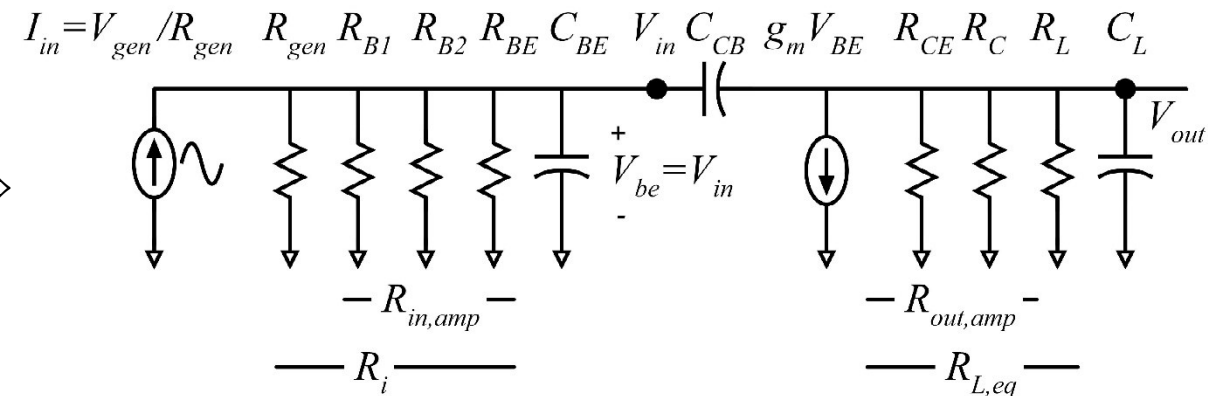 I_in=V_gen/R_gen R_gen R_B1 R_B2 R_BE C_BE V_in C_CB g_mV_BE R_CE R_C R_L C_L
V_out
+
V_be=V_in
-
R_in,amp R_out,amp
R_i R_L,eq